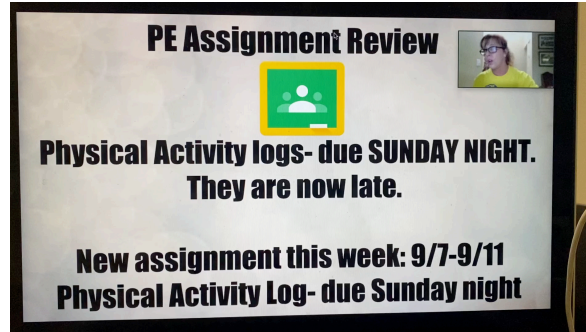 PE Assignment Review
Physical Activity logs- due SUNDAY NIGHT.
They are now late.
New assignment this week: 9/7-9/11
Physical Activity Log- due Sunday night